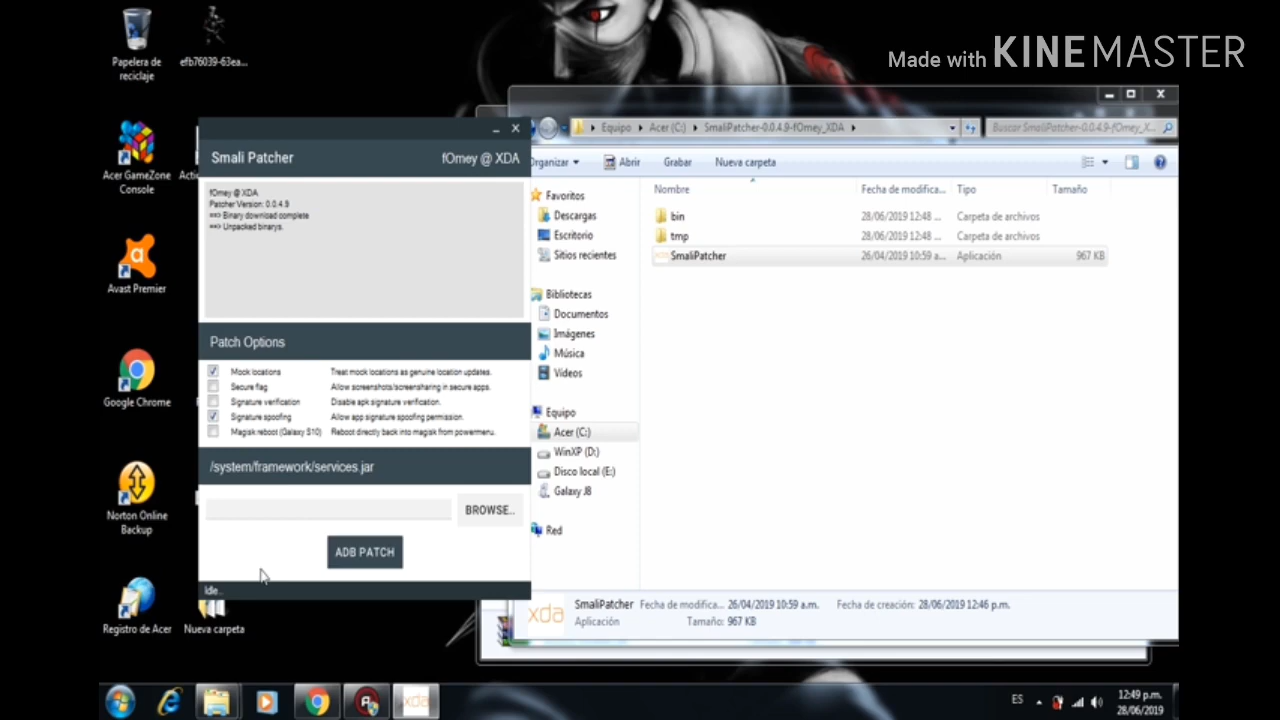 Papelera de
reciclaje
efb76039-63ea...
Made with KINEMASTER
Acer GameZone
Console
Avast Premier
Google Chrome
Norton Online
Backup
Registro de Acer
Nueva carpeta
Smali Patcher
fOmey @ XDA
fOmey @ XDA
Patcher Version: 0.0.4.9
==> Binary download complete
==> Unpacked binarys.
Patch Options
Mock locations
Treat mock locations as genuine location updates.
Secure flag
Allow screenshots/screensharing in secure apps.
Signature verification
Disable apk signature verification.
Signature spoofing
Allow app signature spoofing permission.
Magisk reboot (Galaxy S10)
Reboot directly back into magisk from powermenu.
/system/framework/services.jar
BROWSE..
ADB PATCH
Idle..
Equipo
Acer (C:)
SmaliPatcher-0.0.4.9-fOmey_XDA
Buscar SmaliPatcher-0.0.4.9-fOmey_X...
Organizar
Abrir
Grabar
Nueva carpeta
Favoritos
Descargas
Escritorio
Sitios recientes
Bibliotecas
Documentos
Imágenes
Música
Vídeos
Equipo
Acer (C:)
WinXP (D:)
Disco local (E:)
Galaxy J8
Red
Nombre
Fecha de modifica...
Tipo
Tamaño
bin
28/06/2019 12:48 ...
Carpeta de archivos
tmp
28/06/2019 12:48 ...
Carpeta de archivos
SmaliPatcher
26/04/2019 10:59 a...
Aplicación
967 KB
xda
SmaliPatcher
Fecha de modifica... 26/04/2019 10:59 a.m.
Fecha de creación: 28/06/2019 12:46 p.m.
Aplicación
Tamaño: 967 KB
xda
ES
12:49 p.m.
28/06/2019